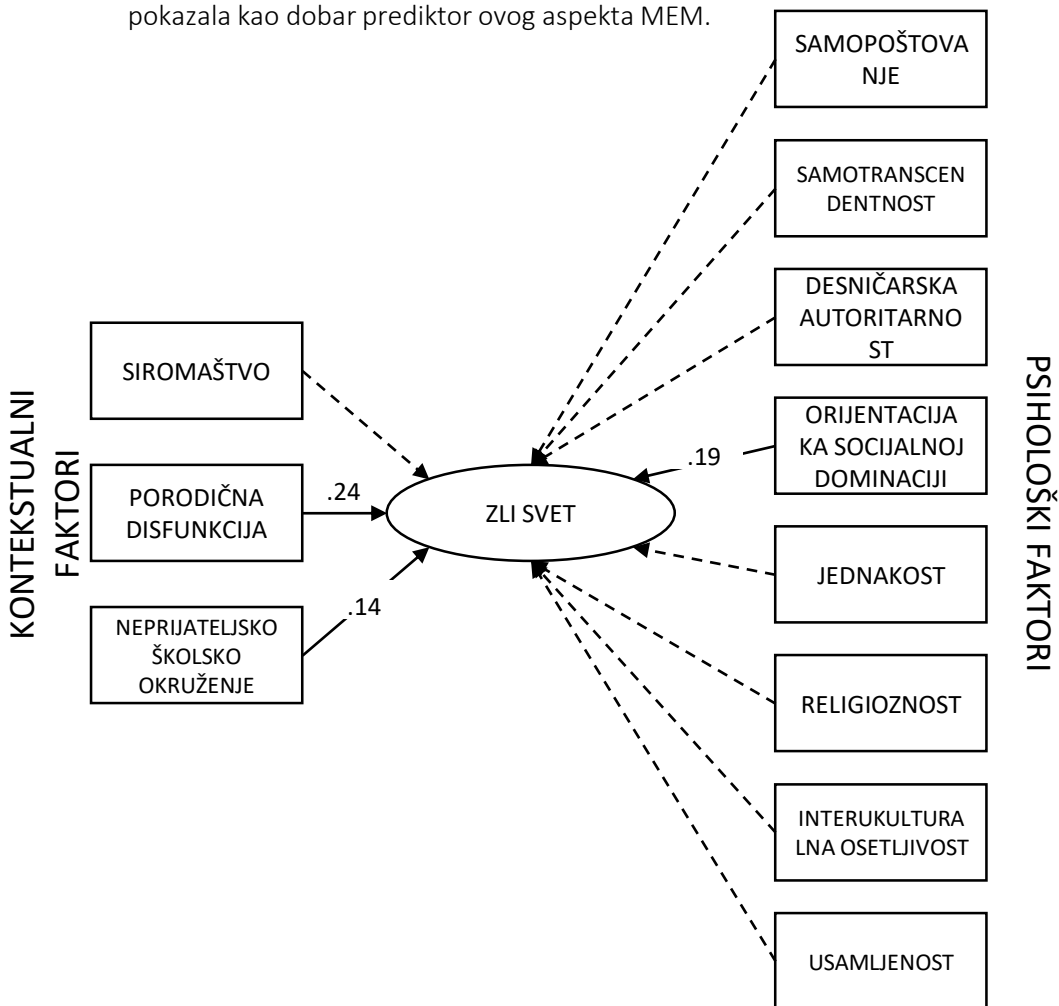 pokazala kao dobar prediktor ovog aspekta MEM.
KONTEKSTUALNI
FAKTORI
SIROMAŠTVO
PORODIČNA
DISFUNKCIJA
NEPRIJATELJSKO
ŠKOLSKO
OKRUŽENJE
.24
.14
ZLI SVET
.19
SAMOPOŠTOVA
NJE
SAMOTRANSCEN
DENTNOST
DESNIČARSKA
AUTORITARNO
ST
ORIJENTACIJA
KA SOCIJALNOJ
DOMINACIJI
JEDNAKOST
RELIGIOZNOST
INTERUKULTURA
LNA OSETLJIVOST
USAMLJENOST
PSIHOLOŠKI FAKTORI